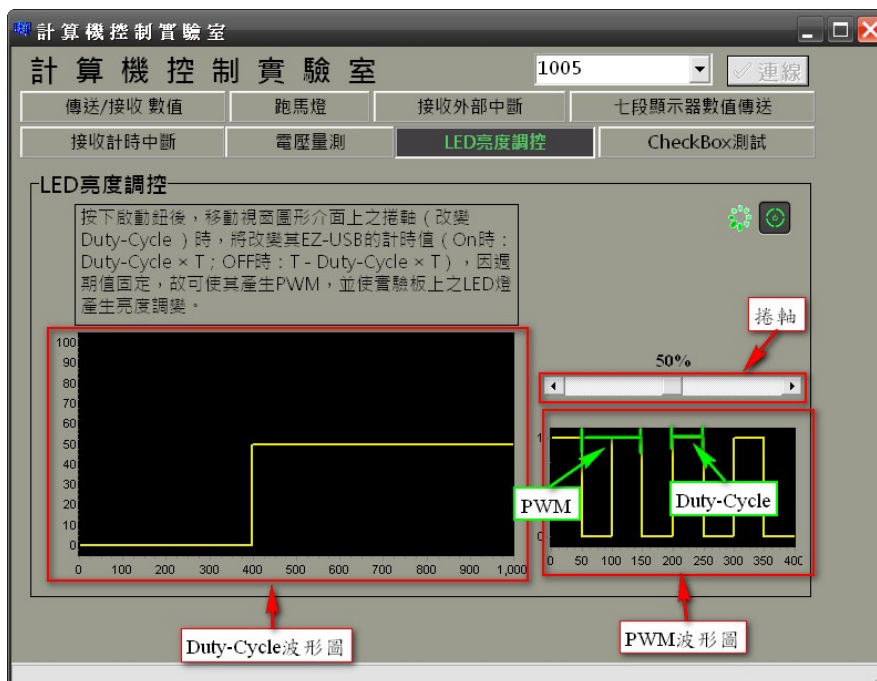 計算機控制實驗室
計算機控制實驗室
1005
連線
傳送/接收 數值
跑馬燈
接收外部中斷
七段顯示器數值傳送
接收計時中斷
電壓量測
LED亮度調控
CheckBox測試
LED亮度調控
按下啟動鈕後，移動視窗圖形介面上之捲軸（改變
Duty-Cycle ）時，將改變其EZ-USB的計時值（On時：
Duty-Cycle × T；OFF時：T - Duty-Cycle × T），因週
期值固定，故可使其產生PWM，並使實驗板上之LED燈
產生亮度調變。
捲軸
50%
100
90
80
70
60
50
40
30
20
10
0
0 100 200 300 400 500 600 700 800 900 1,000
1
0
PWM
Duty-Cycle
0 50 100 150 200 250 300 350 400
Duty-Cycle波形圖
PWM波形圖